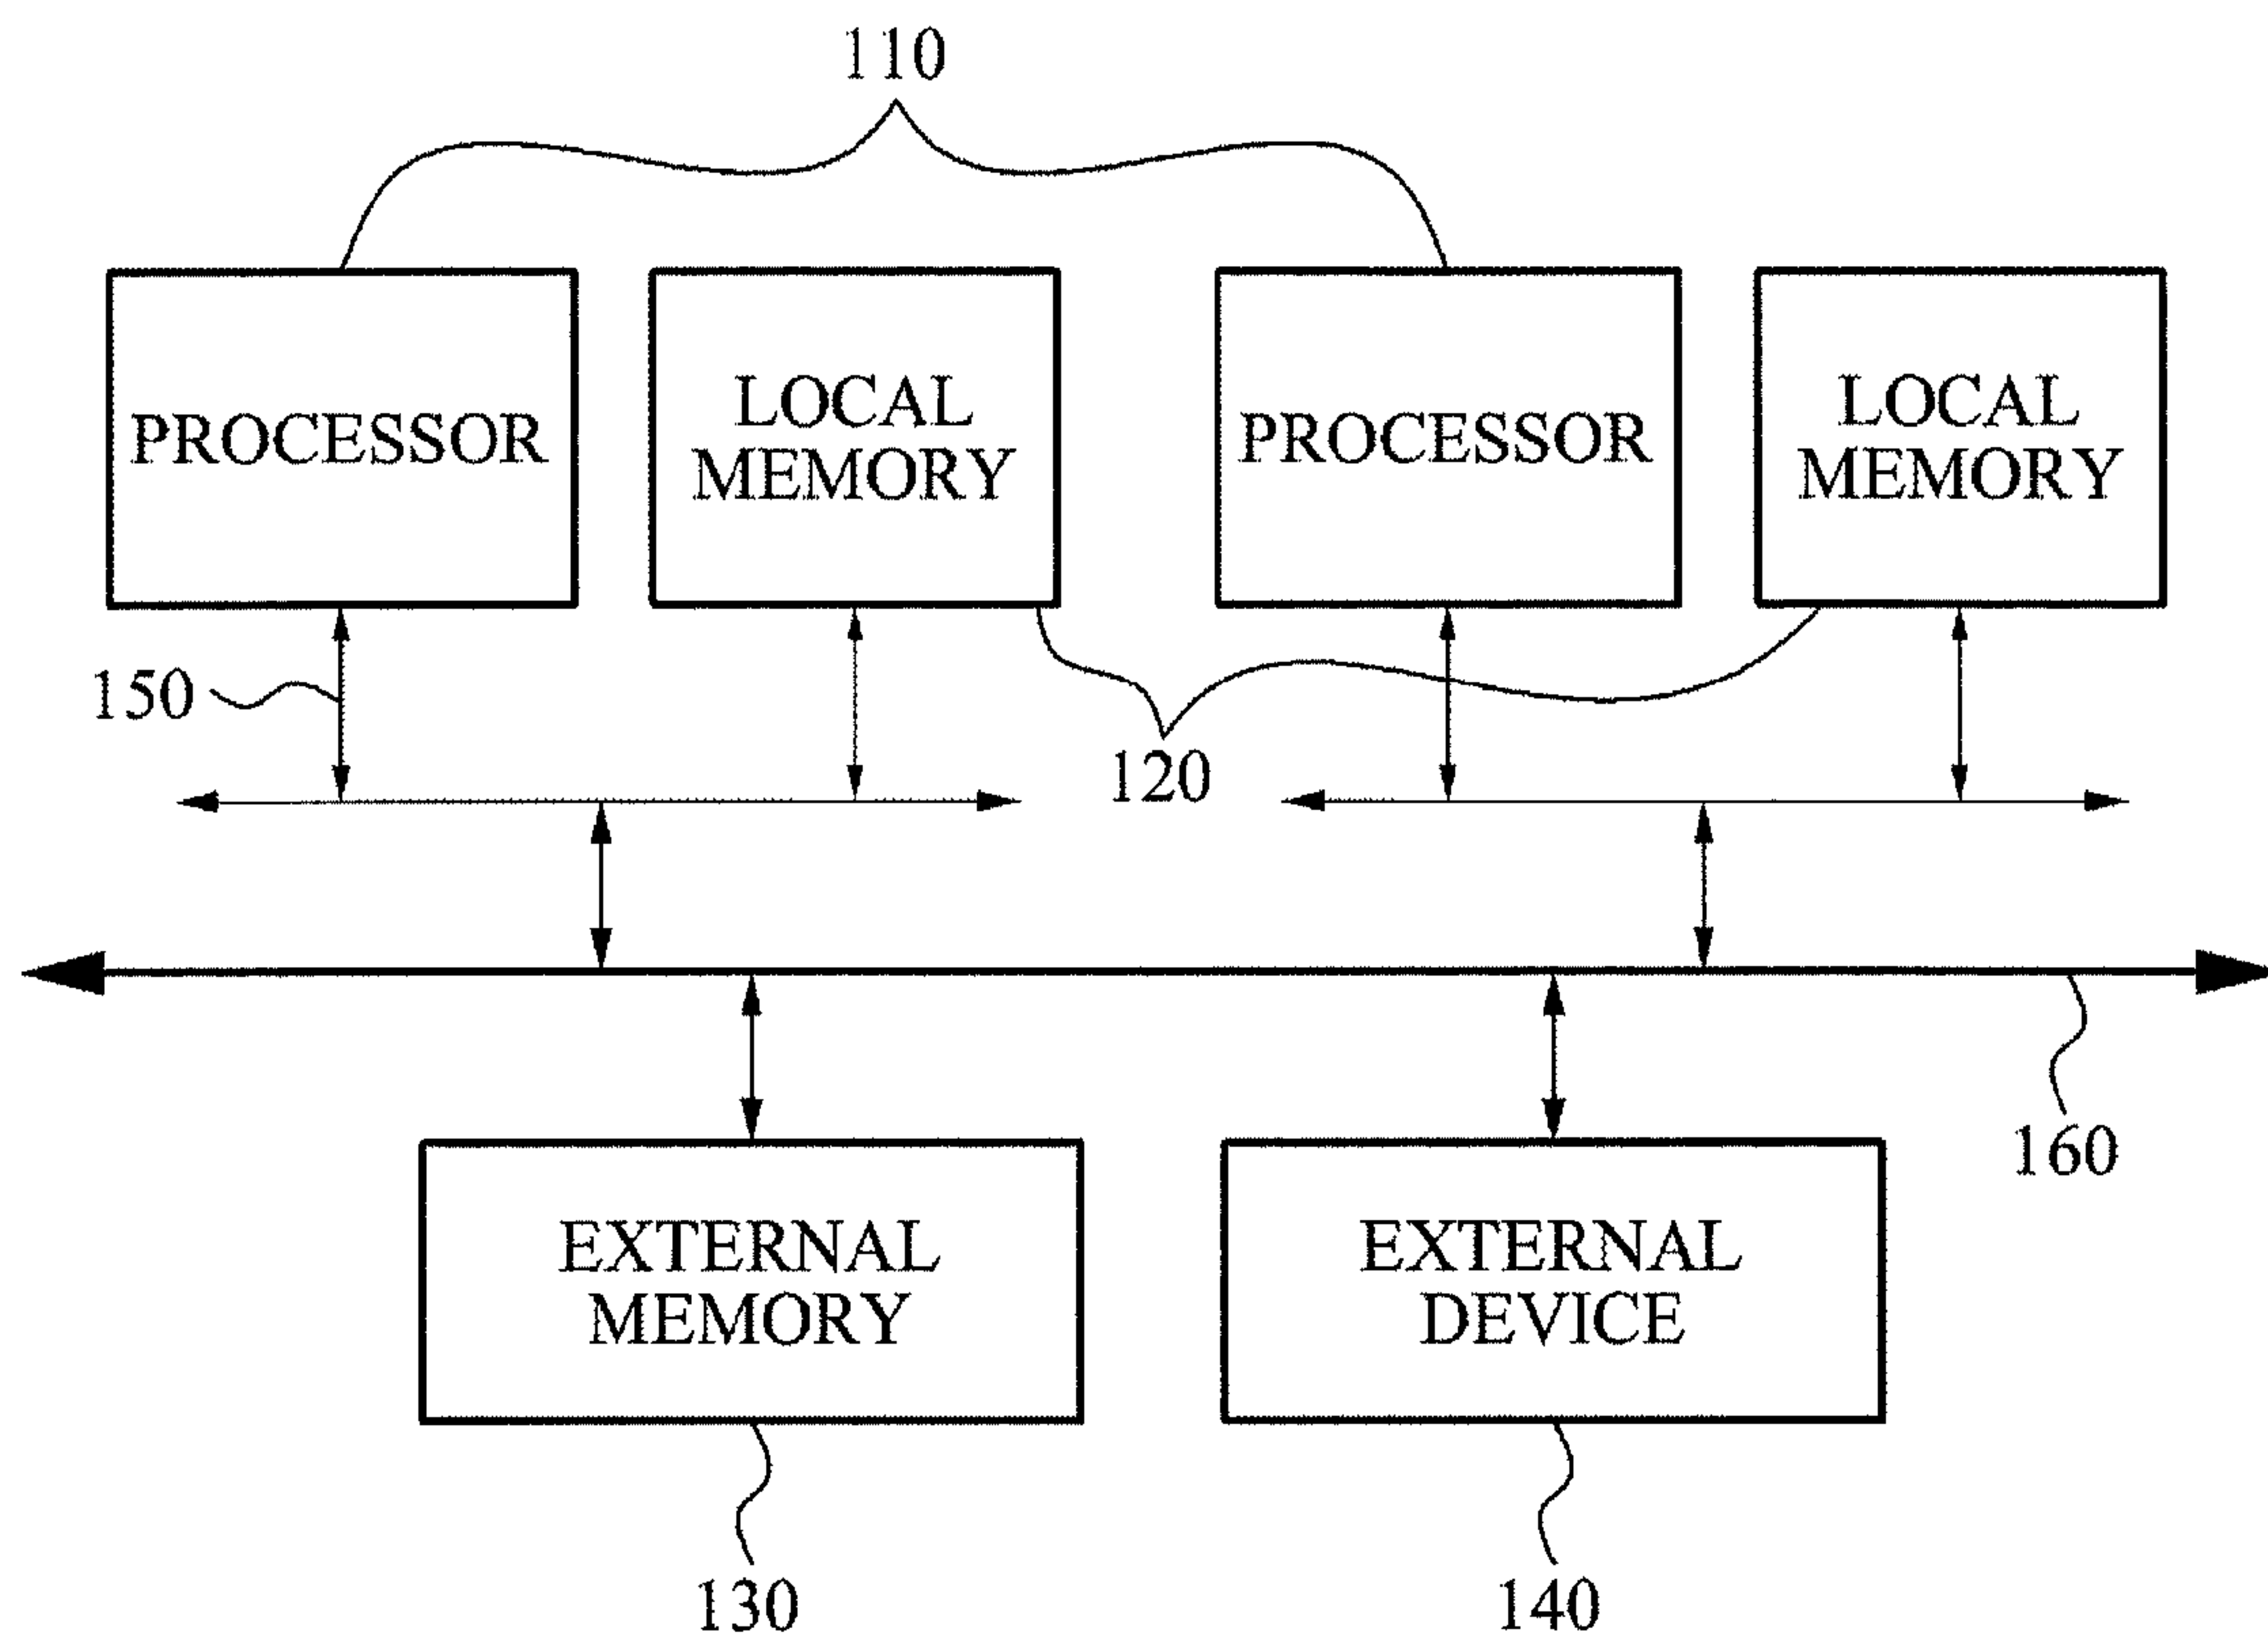 110
PROCESSOR
LOCAL
MEMORY
PROCESSOR
LOCAL
MEMORY
150
120
160
EXTERNAL
MEMORY
EXTERNAL
DEVICE
130
140